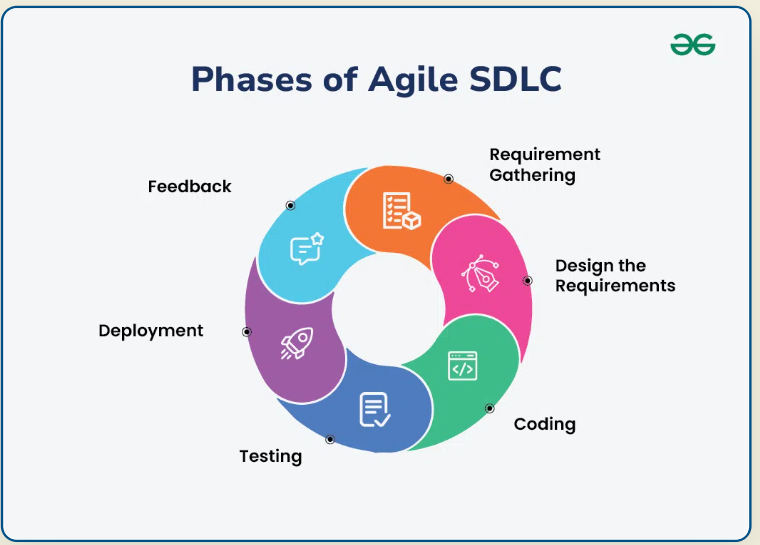 Phases of Agile SDLC
Requirement
Gathering
Design the
Requirements
Coding
Testing
Deployment
Feedback